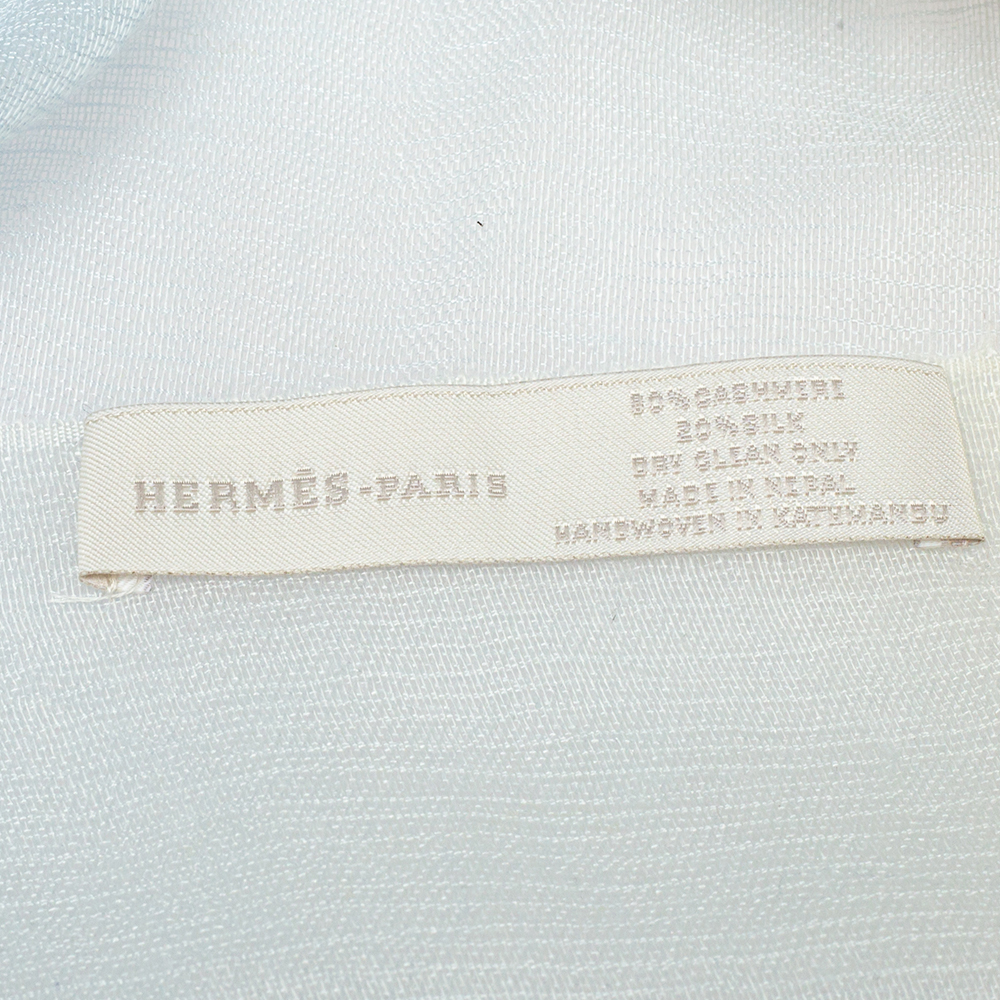 HERMÈS-PARIS
80%CASHMERE
20%SILK
DRY CLEAN ONLY
MADE IN NEPAL
HANDWOVEN IN KATHMANDU